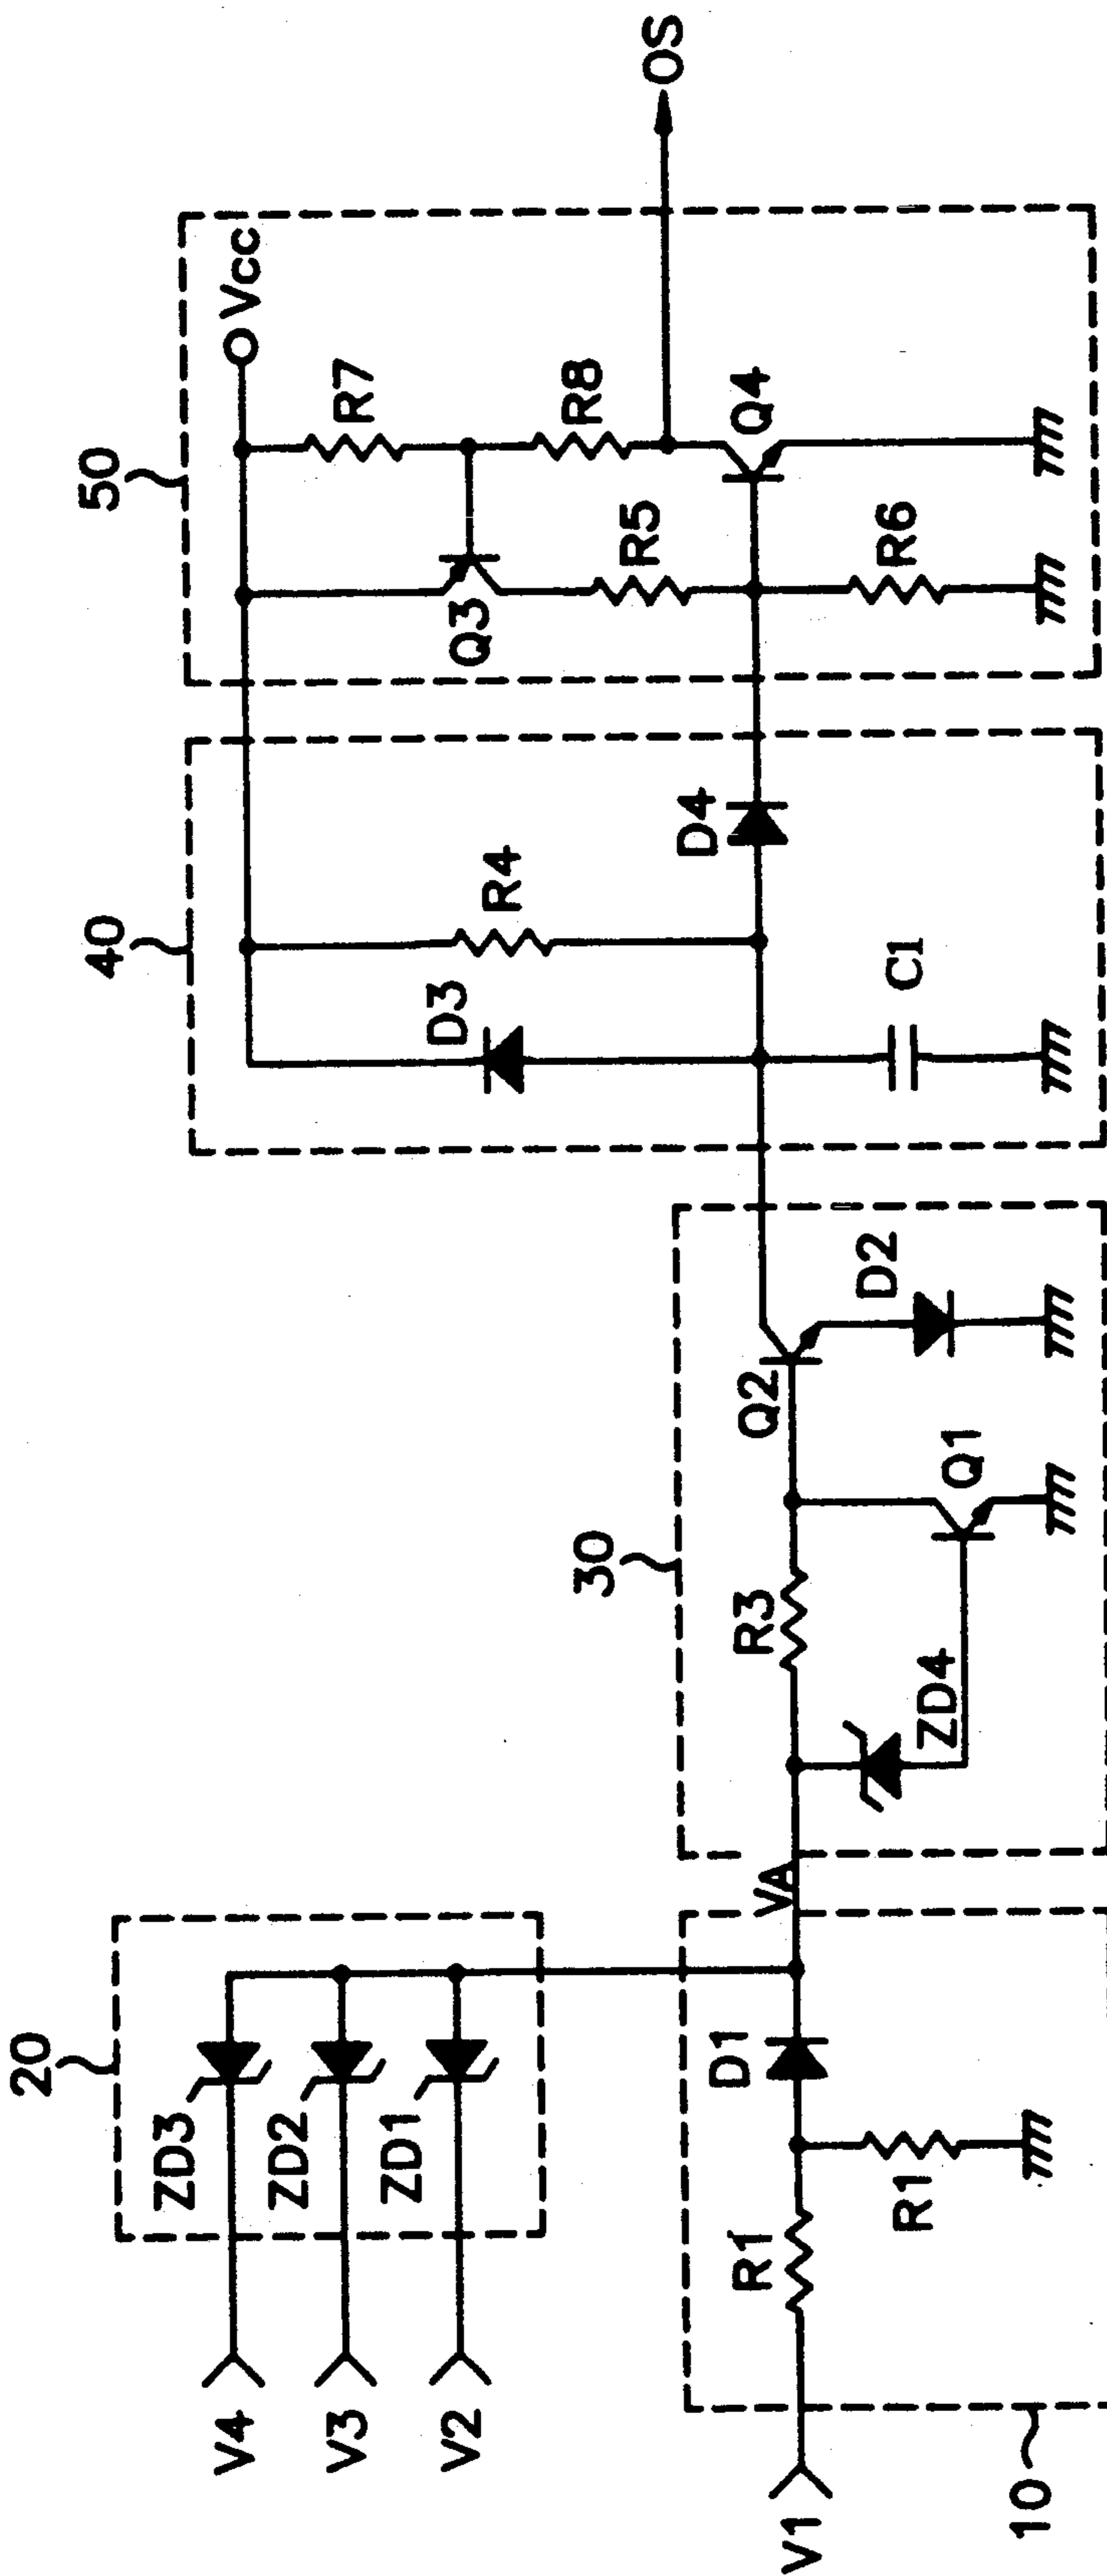 50
Vcc
R7
OS
Q3
R8
R5
Q4
R6
40
R4
D3
D4
C1
30
Q2
D2
R3
Q1
ZD4
20
ZD3
ZD2
ZD1
V4
V3
V2
VA
D1
R1
R1
V1
10